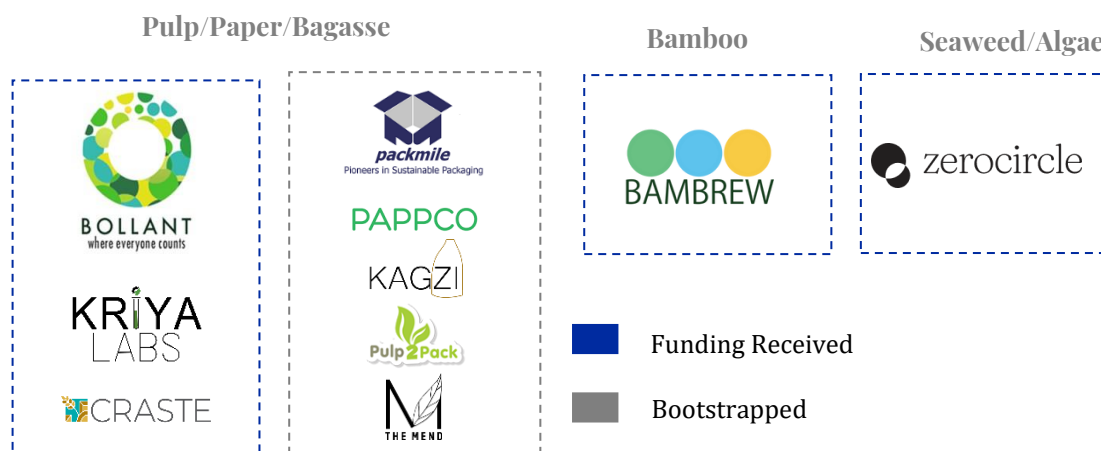 Pulp/Paper/Bagasse
Bamboo
Seaweed/Algae
BOLLANT
where everyone counts
KRiYA
LABS
CRASTE
packmile
Pioneers in Sustainable Packaging
PAPPCO
KAGZI
Pulp2Pack
M
THE MEND
BAMBREW
zerocircle
Funding Received
Bootstrapped